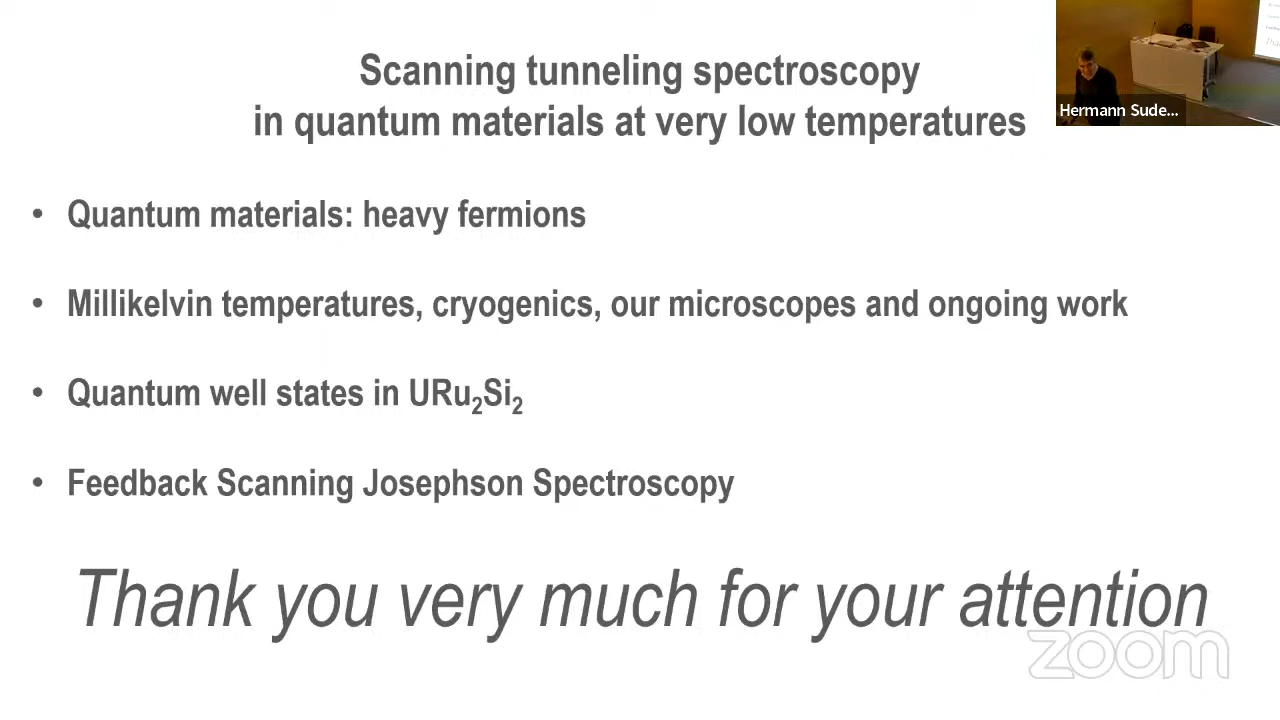 Scanning tunneling spectroscopy
in quantum materials at very low temperatures
Hermann Sude...
• Quantum materials: heavy fermions
• Millikelvin temperatures, cryogenics, our microscopes and ongoing work
• Quantum well states in URu₂Si₂
• Feedback Scanning Josephson Spectroscopy
Thank you very much for your attention
zoom